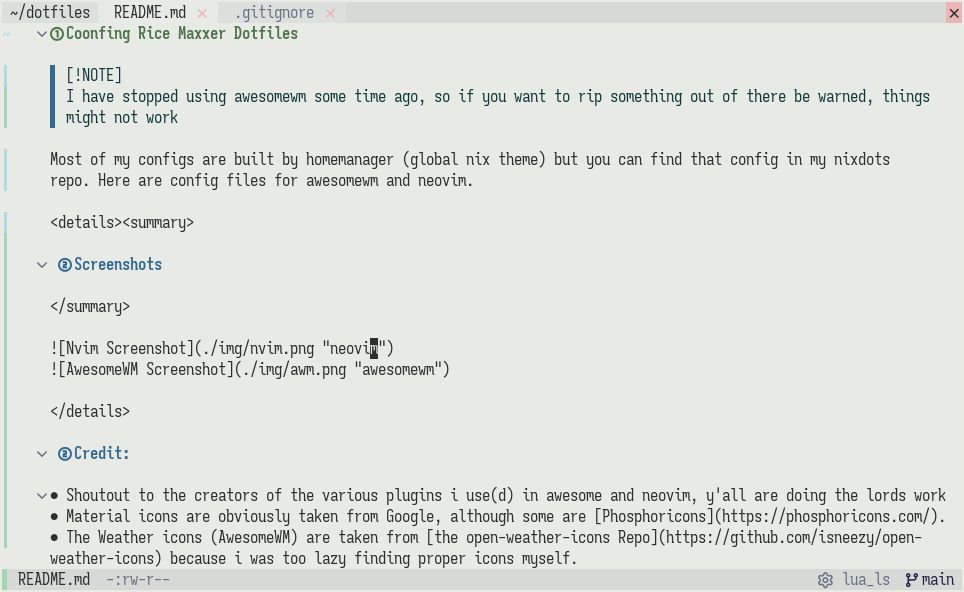 ~/dotfiles README.md × .gitignore × ×
~ ①Coonfing Rice Maxxer Dotfiles
[!NOTE]
I have stopped using awesomewm some time ago, so if you want to rip something out of there be warned, things
might not work
Most of my configs are built by homemanager (global nix theme) but you can find that config in my nixdots
repo. Here are config files for awesomewm and neovim.
<details><summary>
②Screenshots
</summary>
![Nvim Screenshot](./img/nvim.png "neovim")
![AwesomeWM Screenshot](./img/awm.png "awesomewm")
</details>
②Credit:
● Shoutout to the creators of the various plugins i use(d) in awesome and neovim, y'all are doing the lords work
● Material icons are obviously taken from Google, although some are [Phosphoricons](https://phosphoricons.com/).
● The Weather icons (AwesomeWM) are taken from [the open-weather-icons Repo](https://github.com/isneezy/open-
weather-icons) because i was too lazy finding proper icons myself.
README.md -:rw-r-- lua_ls main